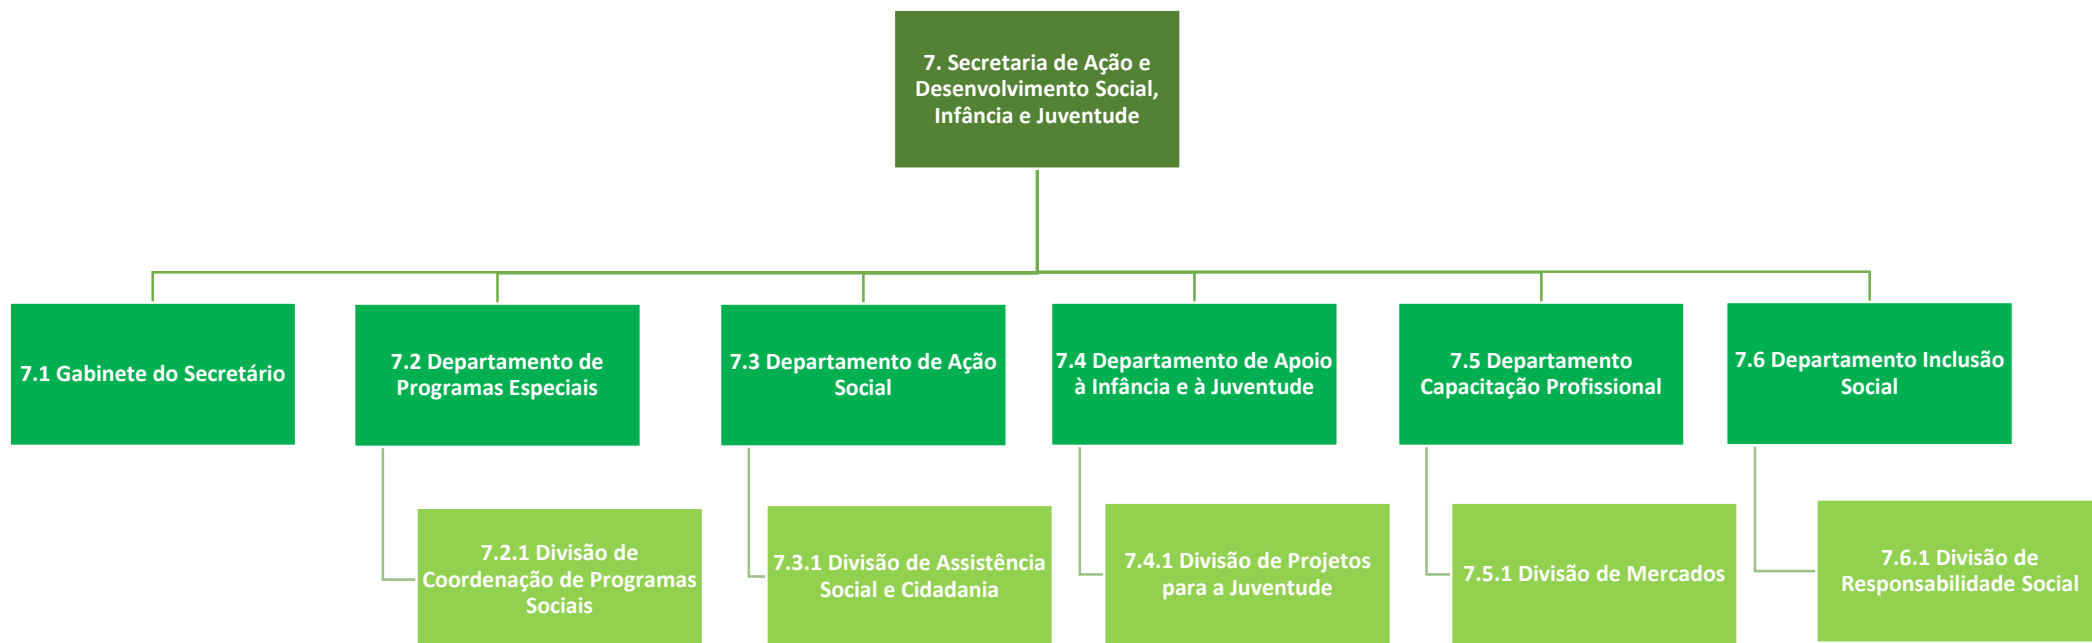 7. Secretaria de Ação e
Desenvolvimento Social,
Infância e Juventude
7.1 Gabinete do Secretário
7.2 Departamento de
Programas Especiais
7.3 Departamento de Ação
Social
7.4 Departamento de Apoio
à Infância e à Juventude
7.5 Departamento
Capacitação Profissional
7.6 Departamento Inclusão
Social
7.2.1 Divisão de
Coordenação de Programas
Sociais
7.3.1 Divisão de Assistência
Social e Cidadania
7.4.1 Divisão de Projetos
para a Juventude
7.5.1 Divisão de Mercados
7.6.1 Divisão de
Responsabilidade Social